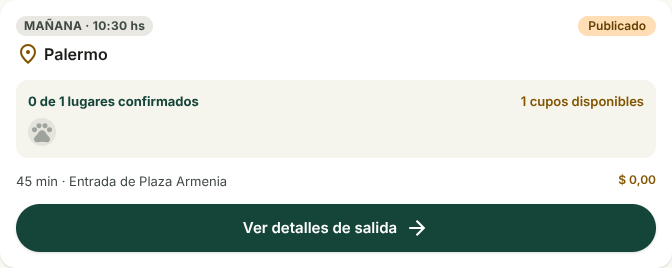 MAÑANA · 10:30 hs
Publicado
Palermo
0 de 1 lugares confirmados
1 cupos disponibles
45 min · Entrada de Plaza Armenia
$ 0,00
Ver detalles de salida →